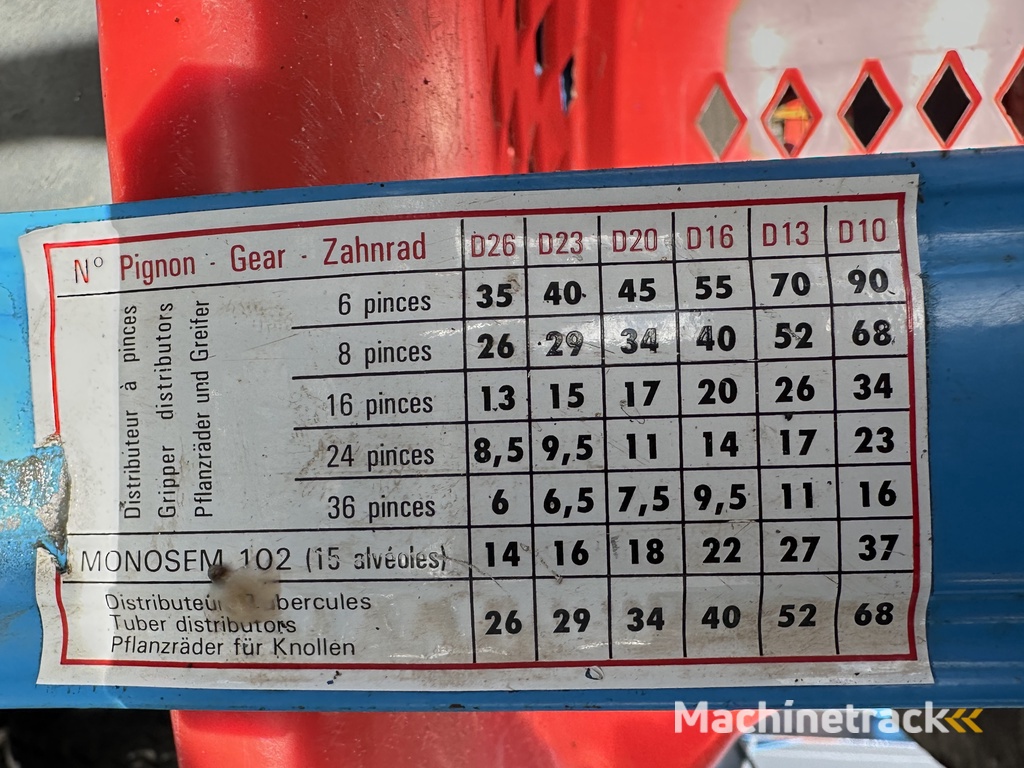 N° Pignon - Gear - Zahnrad D26 D23 D20 D16 D13 D10
Distributeur à pinces
Gripper distributors
Pflanzräder und Greifer
6 pinces 35 40 45 55 70 90
8 pinces 26 29 34 40 52 68
16 pinces 13 15 17 20 26 34
24 pinces 8,5 9,5 11 14 17 23
36 pinces 6 6,5 7,5 9,5 11 16
MONOSEM 102 (15 alvéoles) 14 16 18 22 27 37
Distributeur
Tuber distributors 26 29 34 40 52 68
Pflanzräder für Knollen
Machinetrack